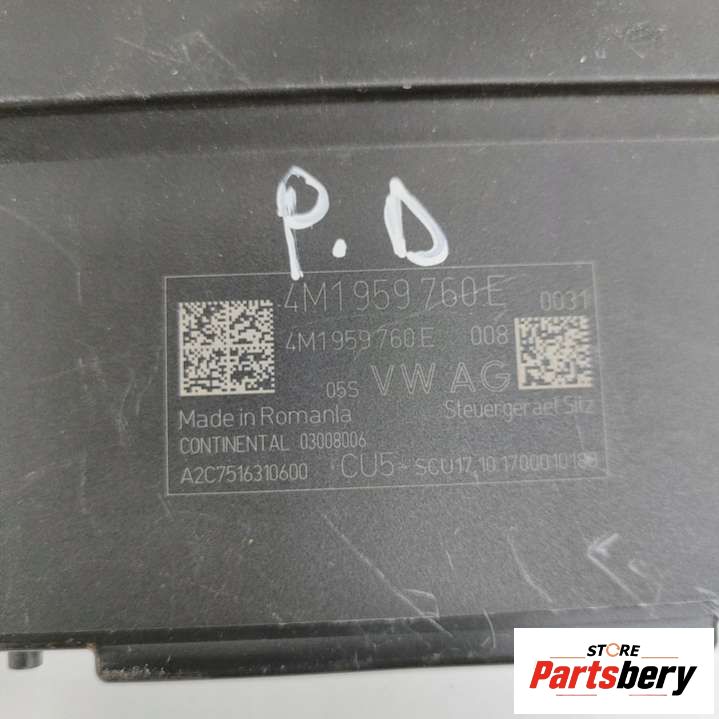 P.D
4M1959760E 0031
4M1959760E 008
05S VW AG
Made in Romania Steuergeraet Sitz
CONTINENTAL 03008006
A2C7516310600 CU5-SCU17.10.1700010180
STORE
Partsbery